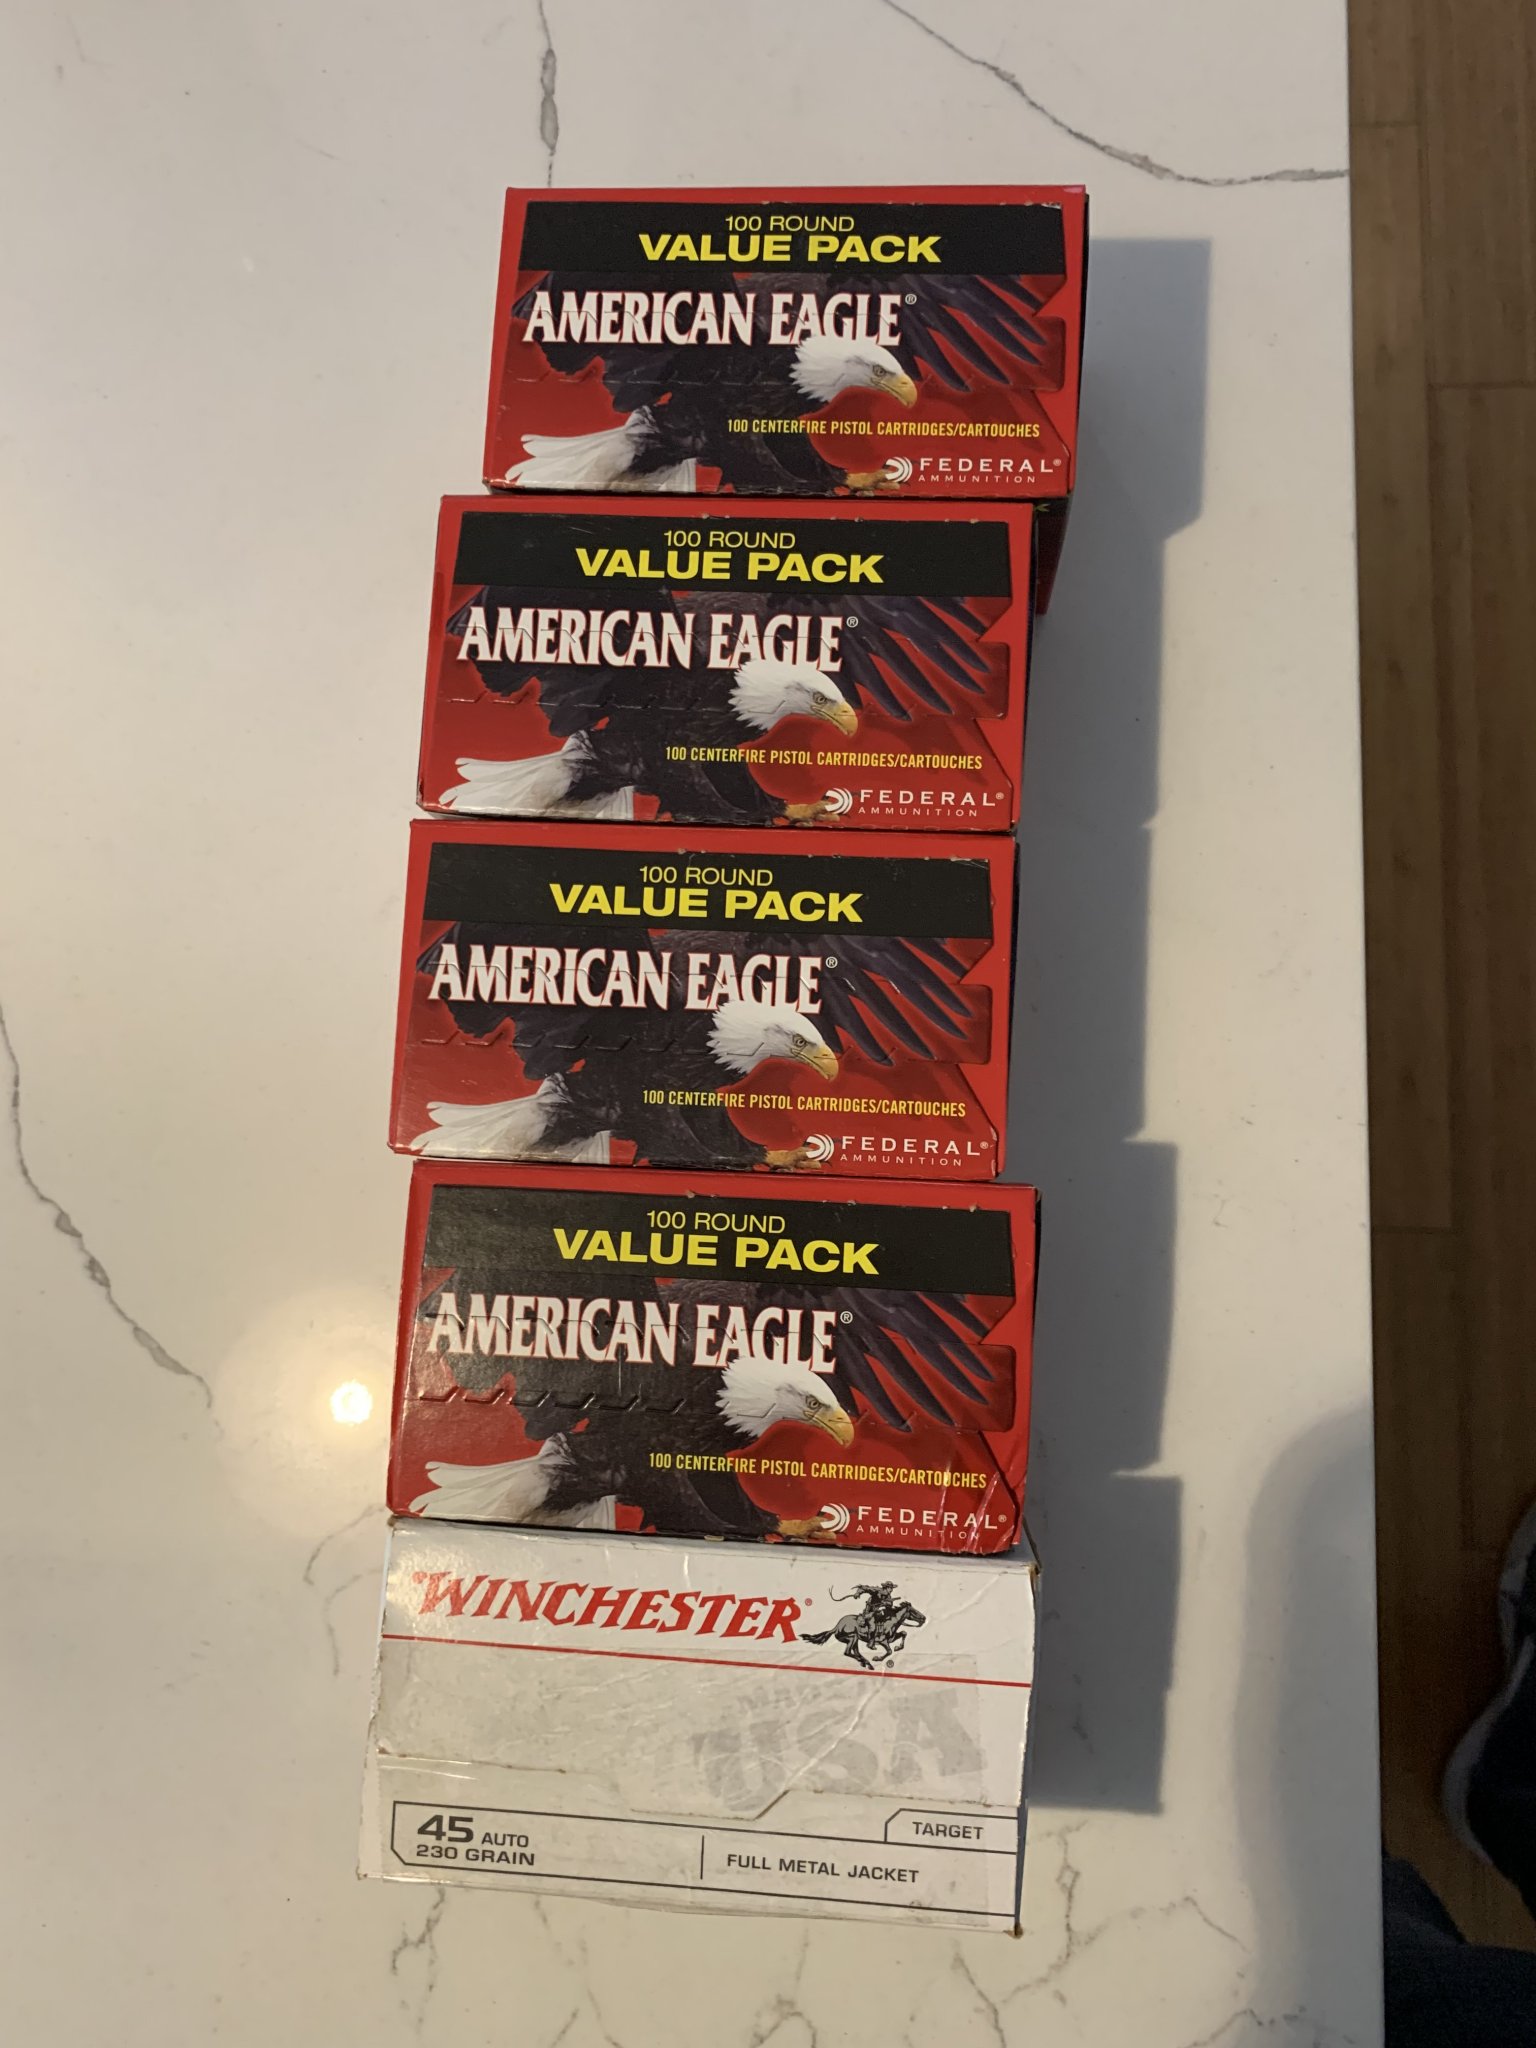 100 ROUND
VALUE PACK
AMERICAN EAGLE®
100 CENTERFIRE PISTOL CARTRIDGES/CARTOUCHES
FEDERAL®
AMMUNITION
100 ROUND
VALUE PACK
AMERICAN EAGLE®
100 CENTERFIRE PISTOL CARTRIDGES/CARTOUCHES
FEDERAL®
AMMUNITION
100 ROUND
VALUE PACK
AMERICAN EAGLE®
100 CENTERFIRE PISTOL CARTRIDGES/CARTOUCHES
FEDERAL®
AMMUNITION
100 ROUND
VALUE PACK
AMERICAN EAGLE®
100 CENTERFIRE PISTOL CARTRIDGES/CARTOUCHES
FEDERAL®
AMMUNITION
WINCHESTER®
®
TARGET
45 AUTO
230 GRAIN
FULL METAL JACKET